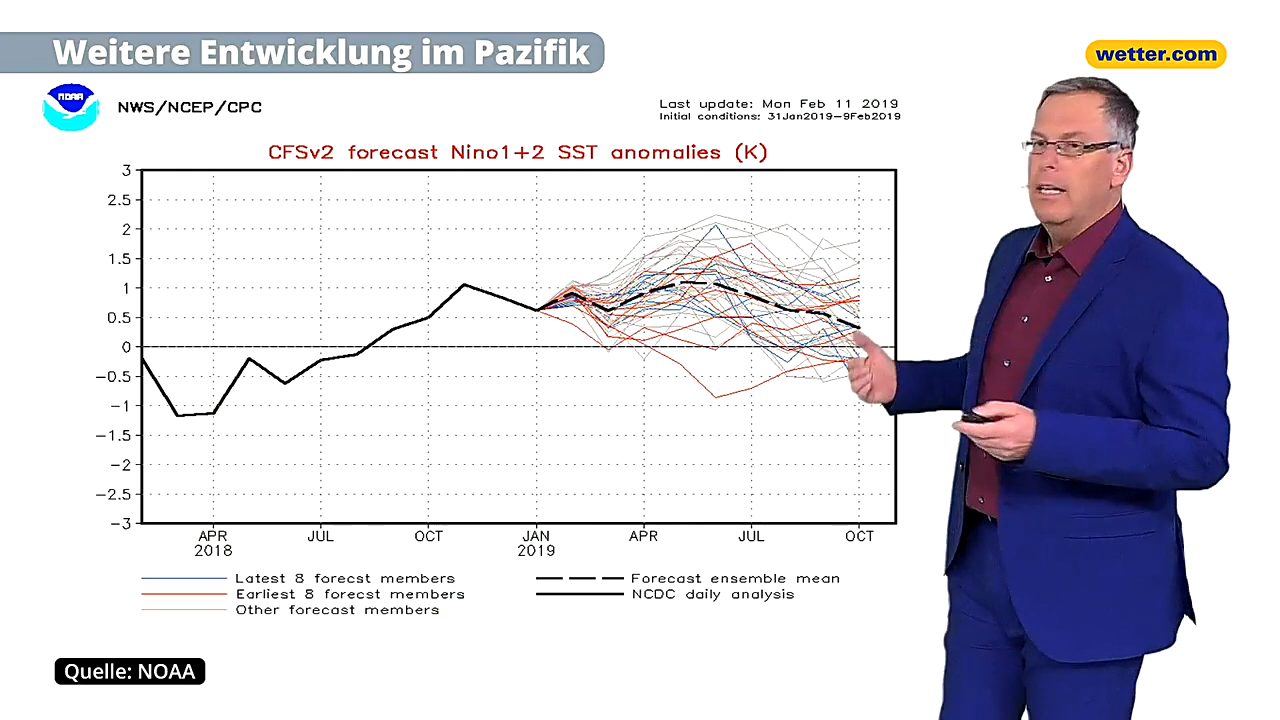 Weitere Entwicklung im Pazifik
wetter.com
NOAA
NWS/NCEP/CPC
Last update: Mon Feb 11 2019
Initial conditions: 31Jan2019-9Feb2019
CFSv2 forecast Nino1+2 SST anomalies (K)
3
2.5
2
1.5
1
0.5
0
-0.5
-1
-1.5
-2
-2.5
-3
APR JUL OCT JAN APR JUL OCT
2018 2019
Latest 8 forecst members
Earliest 8 forecst members
Other forecast members
Forecast ensemble mean
NCDC daily analysis
Quelle: NOAA